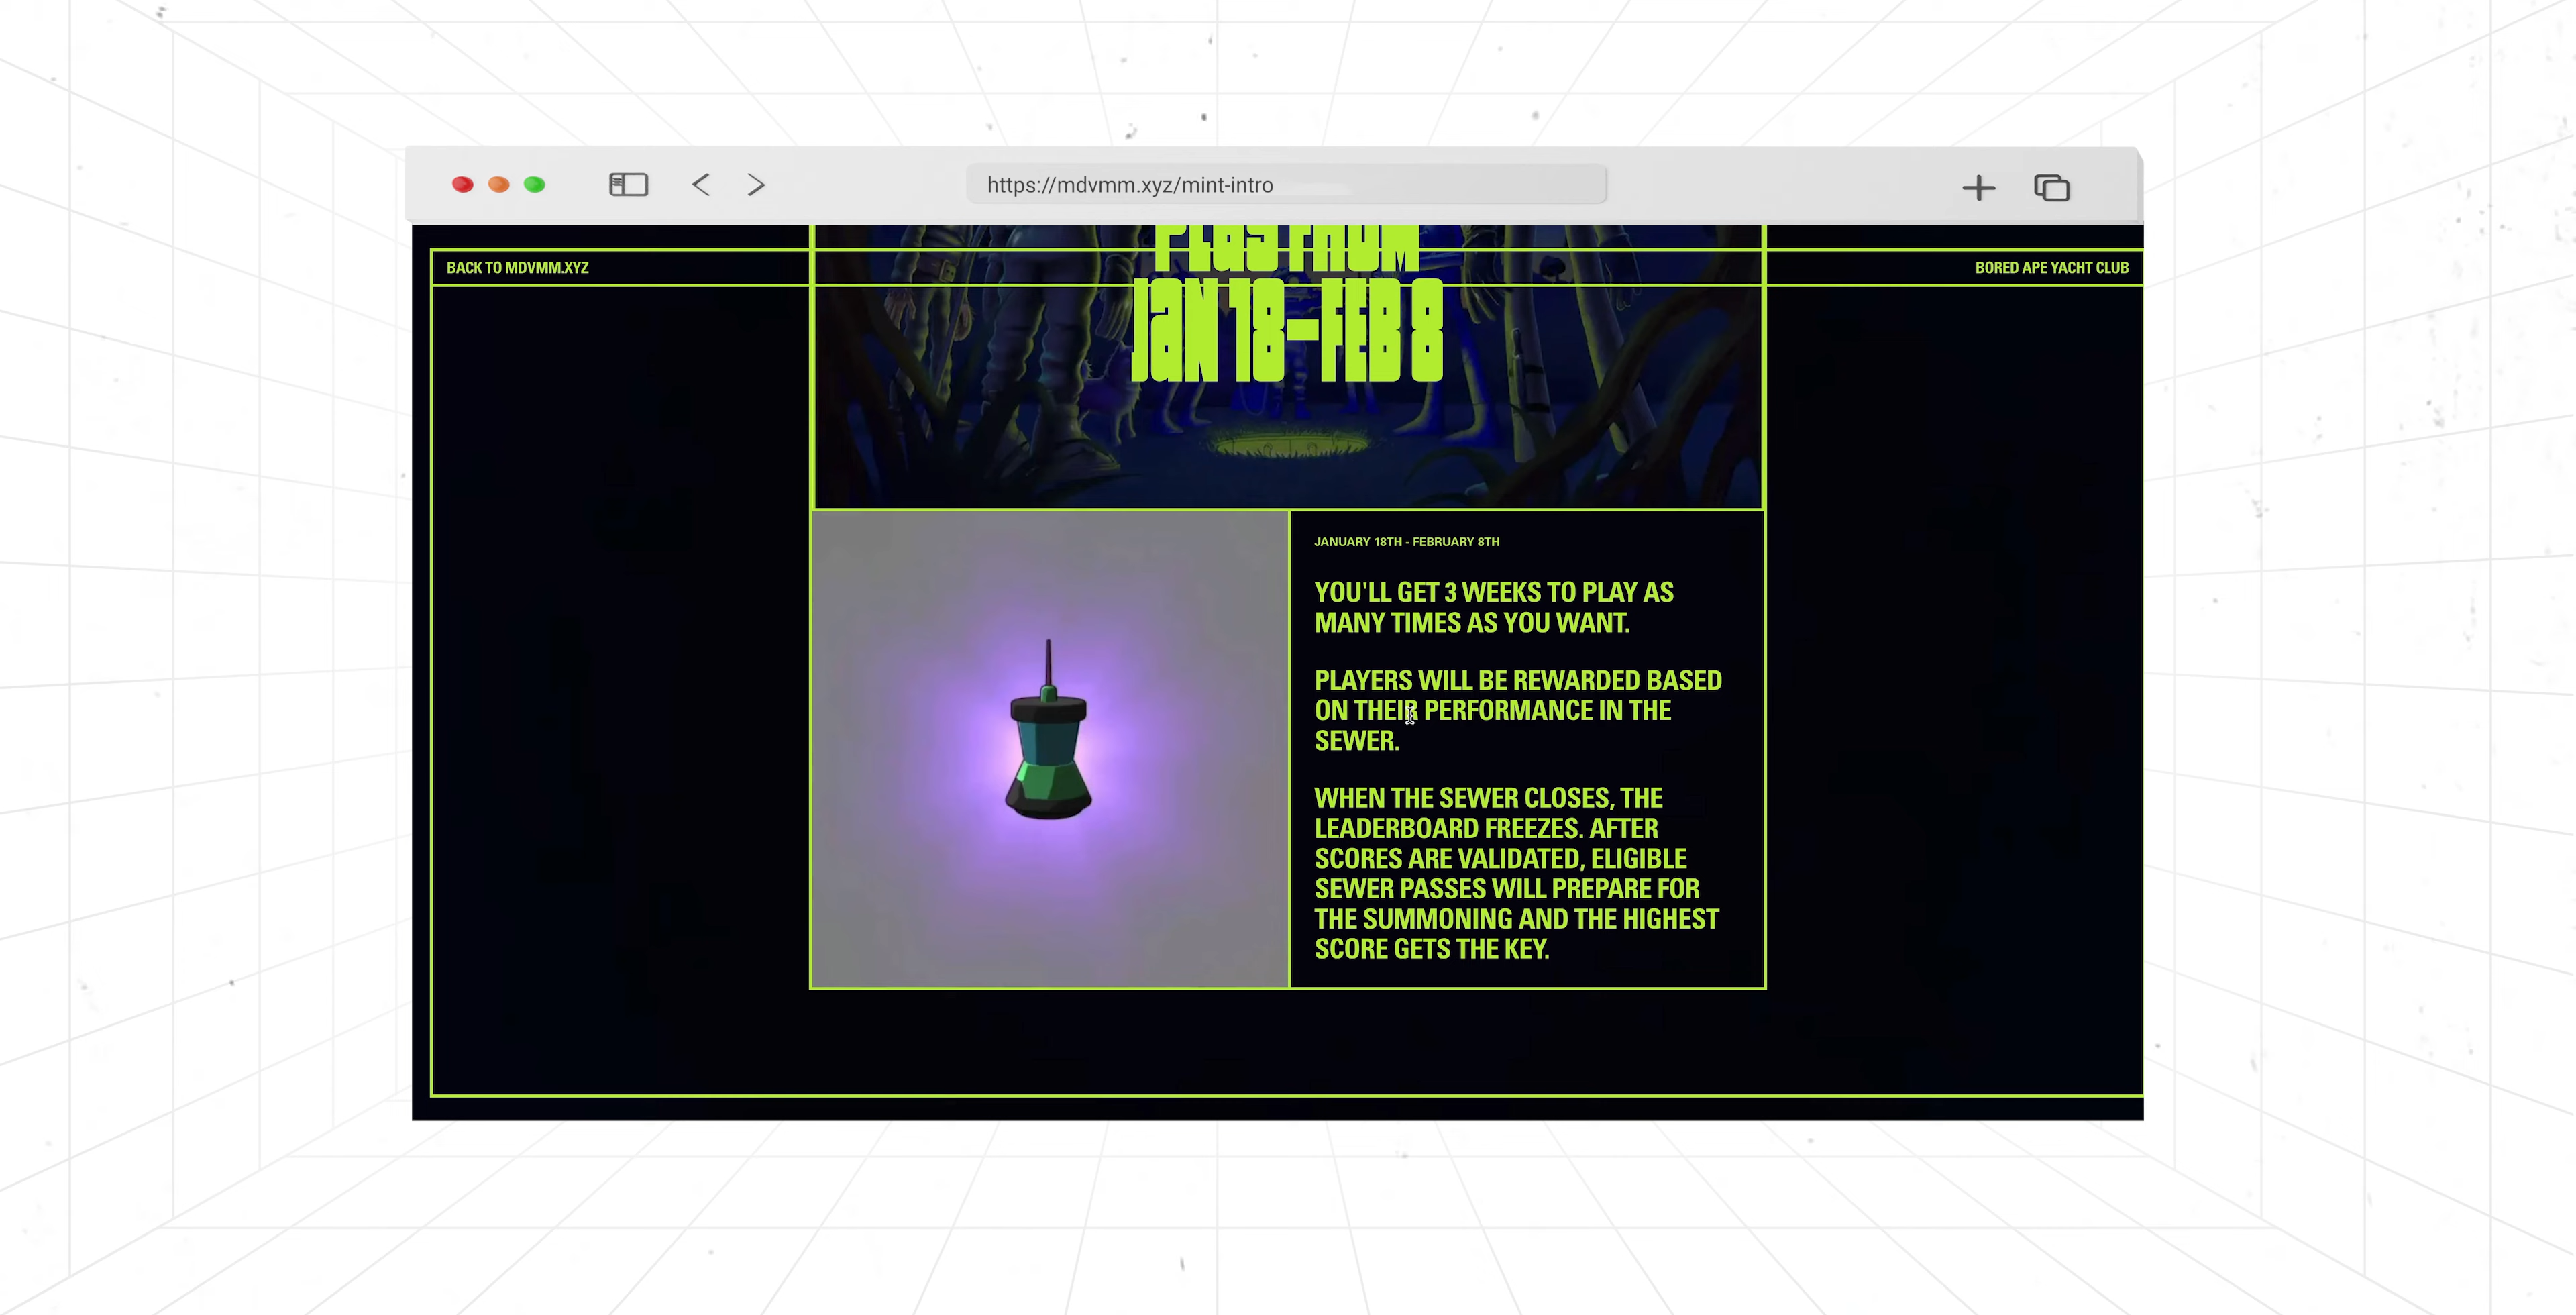 https://mdvmm.xyz/mint-intro
PLAY FROM
BACK TO MDVMM.XYZ
BORED APE YACHT CLUB
JAN 18-FEB 8
JANUARY 18TH - FEBRUARY 8TH
YOU'LL GET 3 WEEKS TO PLAY AS
MANY TIMES AS YOU WANT.
PLAYERS WILL BE REWARDED BASED
ON THEIR PERFORMANCE IN THE
SEWER.
WHEN THE SEWER CLOSES, THE
LEADERBOARD FREEZES. AFTER
SCORES ARE VALIDATED, ELIGIBLE
SEWER PASSES WILL PREPARE FOR
THE SUMMONING AND THE HIGHEST
SCORE GETS THE KEY.